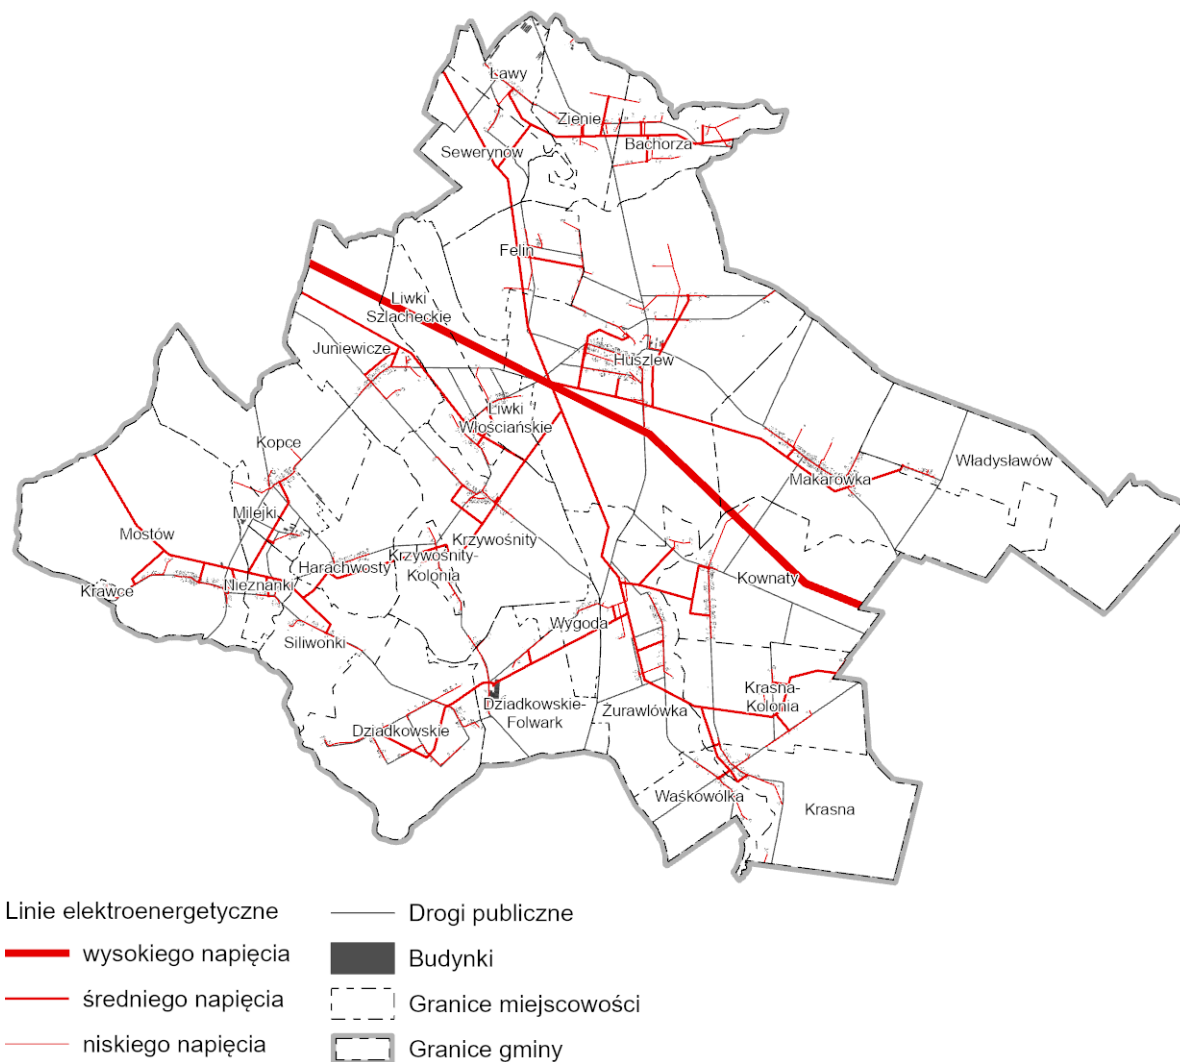 Ławy
Zienie
Bachorza
Sewerynów
Felin
Liwki
Szlacheckie
Juniewicze
Huszlew
Liwki
Włościańskie
Kopce
Makarówka
Władysławów
Milejki
Mostów
Krzywośnity
Harachwosty
Krzywośnity-
Kolonia
Kownaty
Nieznanki
Krawce
Wygoda
Siliwonki
Krasna-
Kolonia
Dziadkowskie-
Folwark
Żurawlówka
Dziadkowskie
Waśkowólka
Krasna
Linie elektroenergetyczne
wysokiego napięcia
średniego napięcia
niskiego napięcia
Drogi publiczne
Budynki
Granice miejscowości
Granice gminy